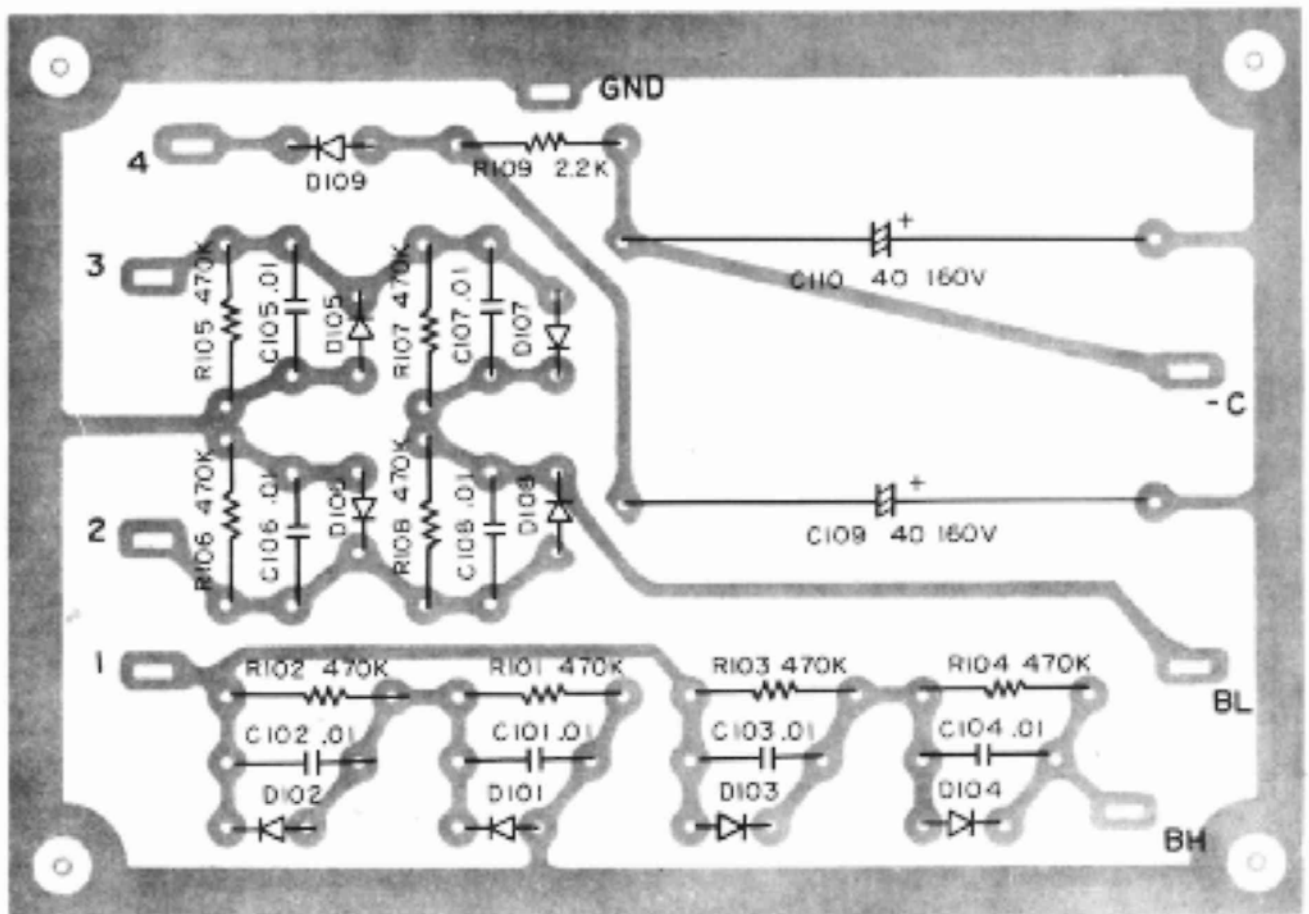 GND
4
D109
R109 2.2K
+
C110 40 160V
3
R105 470K
C105 .01
D105
R107 470K
C107 .01
D107
-C
2
R106 470K
C106 .01
D106
R108 470K
C108 .01
D108
+
C109 40 160V
1
R102 470K
R101 470K
R103 470K
R104 470K
BL
C102 .01
C101 .01
C103 .01
C104 .01
D102
D101
D103
D104
BH